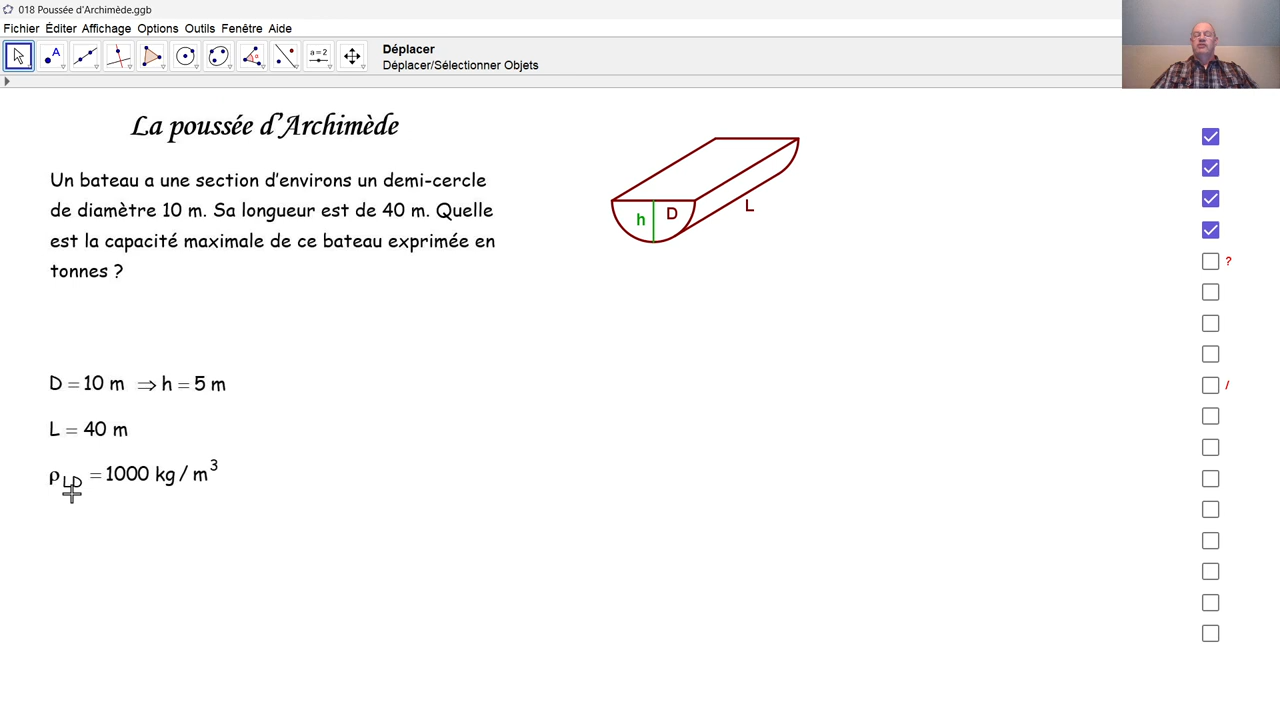 018 Poussée d'Archimède.ggb
Fichier Éditer Affichage Options Outils Fenêtre Aide
A
a=2
Déplacer
Déplacer/Sélectionner Objets
La poussée d'Archimède
Un bateau a une section d'environs un demi-cercle
de diamètre 10 m. Sa longueur est de 40 m. Quelle
est la capacité maximale de ce bateau exprimée en
tonnes ?
h D L
D = 10 m ⇒ h = 5 m
L = 40 m
ρ_LD = 1000 kg / m³
?
/